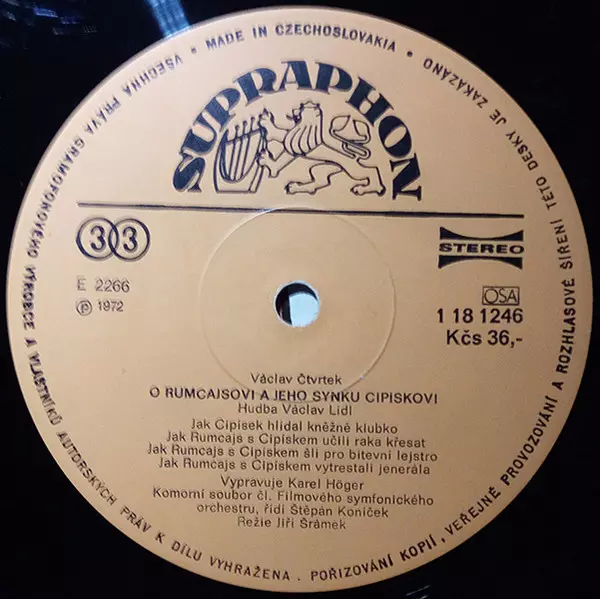 VŠECHNA PRÁVA GRAMOFONOVÉHO VÝROBCE A VLASTNÍKŮ AUTORSKÝCH PRÁV K DÍLU VYHRAŽENA. POŘIZOVÁNÍ KOPIÍ, VEŘEJNÉ PROVOZOVÁNÍ A ROZHLASOVÉ ŠÍŘENÍ TÉTO DESKY JE ZAKÁZÁNO
• MADE IN CZECHOSLOVAKIA •
SUPRAPHON
33
STEREO
E 2266
℗ 1972
OSA
1 18 1246
Kčs 36,-
Václav Čtvrtek
O RUMCAJSOVI A JEHO SYNKU CIPISKOVI
Hudba Václav Lidl
Jak Cipísek hlídal kněžně klubko
Jak Rumcajs s Cipískem učili raka křesat
Jak Rumcajs s Cipískem šli pro bitevní lejstro
Jak Rumcajs s Cipískem vytrestali jenerála
Vypravuje Karel Höger
Komorní soubor čl. Filmového symfonického
orchestru, řídí Štěpán Koníček
Režie Jiří Šrámek